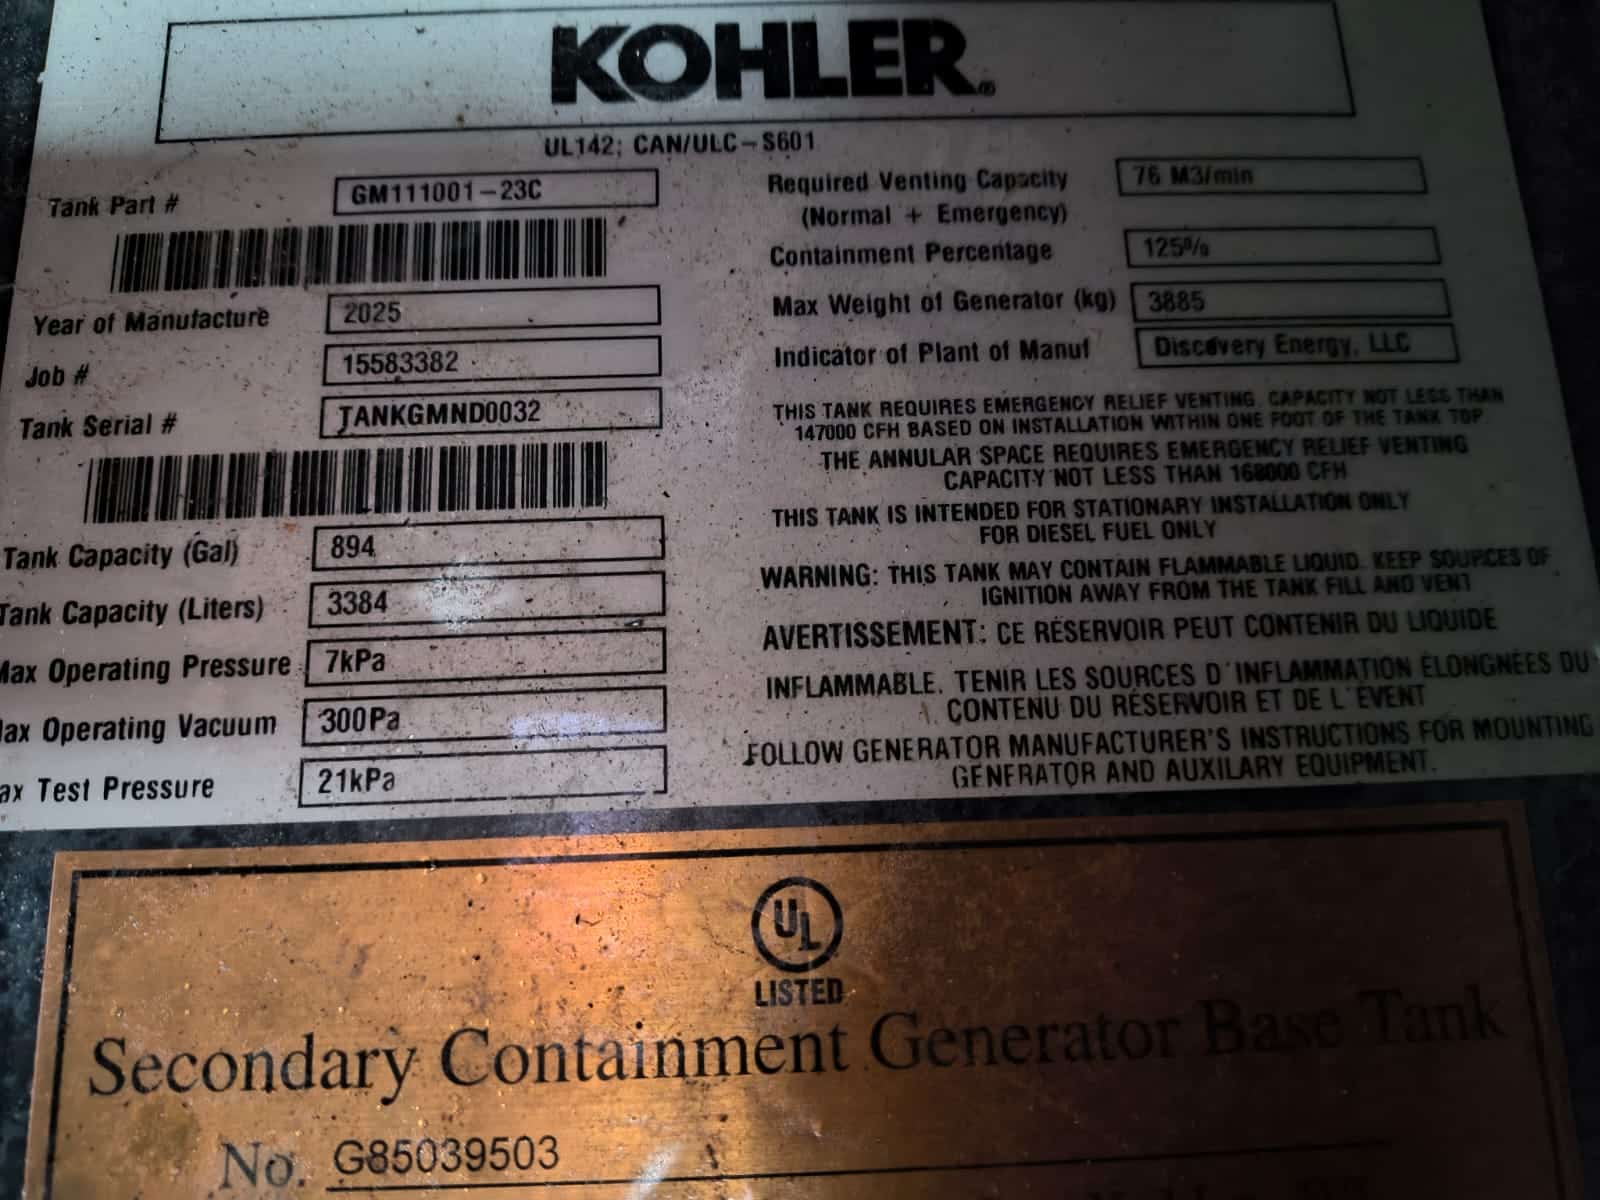 KOHLER®
UL142; CAN/ULC-S601
Tank Part # GM111001-23C
Year of Manufacture 2025
Job # 15583382
Tank Serial # TANKGMND0032
Tank Capacity (Gal) 894
Tank Capacity (Liters) 3384
Max Operating Pressure 7kPa
Max Operating Vacuum 300Pa
ax Test Pressure 21kPa
Required Venting Capacity 76 M3/min
(Normal + Emergency)
Containment Percentage 125%
Max Weight of Generator (kg) 3885
Indicator of Plant of Manuf Discovery Energy, LLC
THIS TANK REQUIRES EMERGENCY RELIEF VENTING. CAPACITY NOT LESS THAN
147000 CFH BASED ON INSTALLATION WITHIN ONE FOOT OF THE TANK TOP
THE ANNULAR SPACE REQUIRES EMERGENCY RELIEF VENTING
CAPACITY NOT LESS THAN 168000 CFH
THIS TANK IS INTENDED FOR STATIONARY INSTALLATION ONLY
FOR DIESEL FUEL ONLY
WARNING: THIS TANK MAY CONTAIN FLAMMABLE LIQUID. KEEP SOURCES OF
IGNITION AWAY FROM THE TANK FILL AND VENT
AVERTISSEMENT: CE RÉSERVOIR PEUT CONTENIR DU LIQUIDE
INFLAMMABLE. TENIR LES SOURCES D'INFLAMMATION ÉLONGNÉES DU
CONTENU DU RÉSERVOIR ET DE L'ÉVENT
FOLLOW GENERATOR MANUFACTURER'S INSTRUCTIONS FOR MOUNTING
GENERATOR AND AUXILARY EQUIPMENT.
UL
LISTED
Secondary Containment Generator Base Tank
No. G85039503